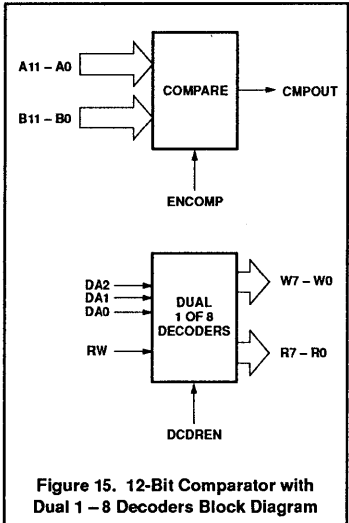 A11 – A0
COMPARE
CMPOUT
B11 – B0
ENCOMP
DA2
DA1
DA0
RW
DUAL
1 OF 8
DECODERS
W7 – W0
R7 – R0
DCDREN
Figure 15. 12-Bit Comparator with
Dual 1 – 8 Decoders Block Diagram